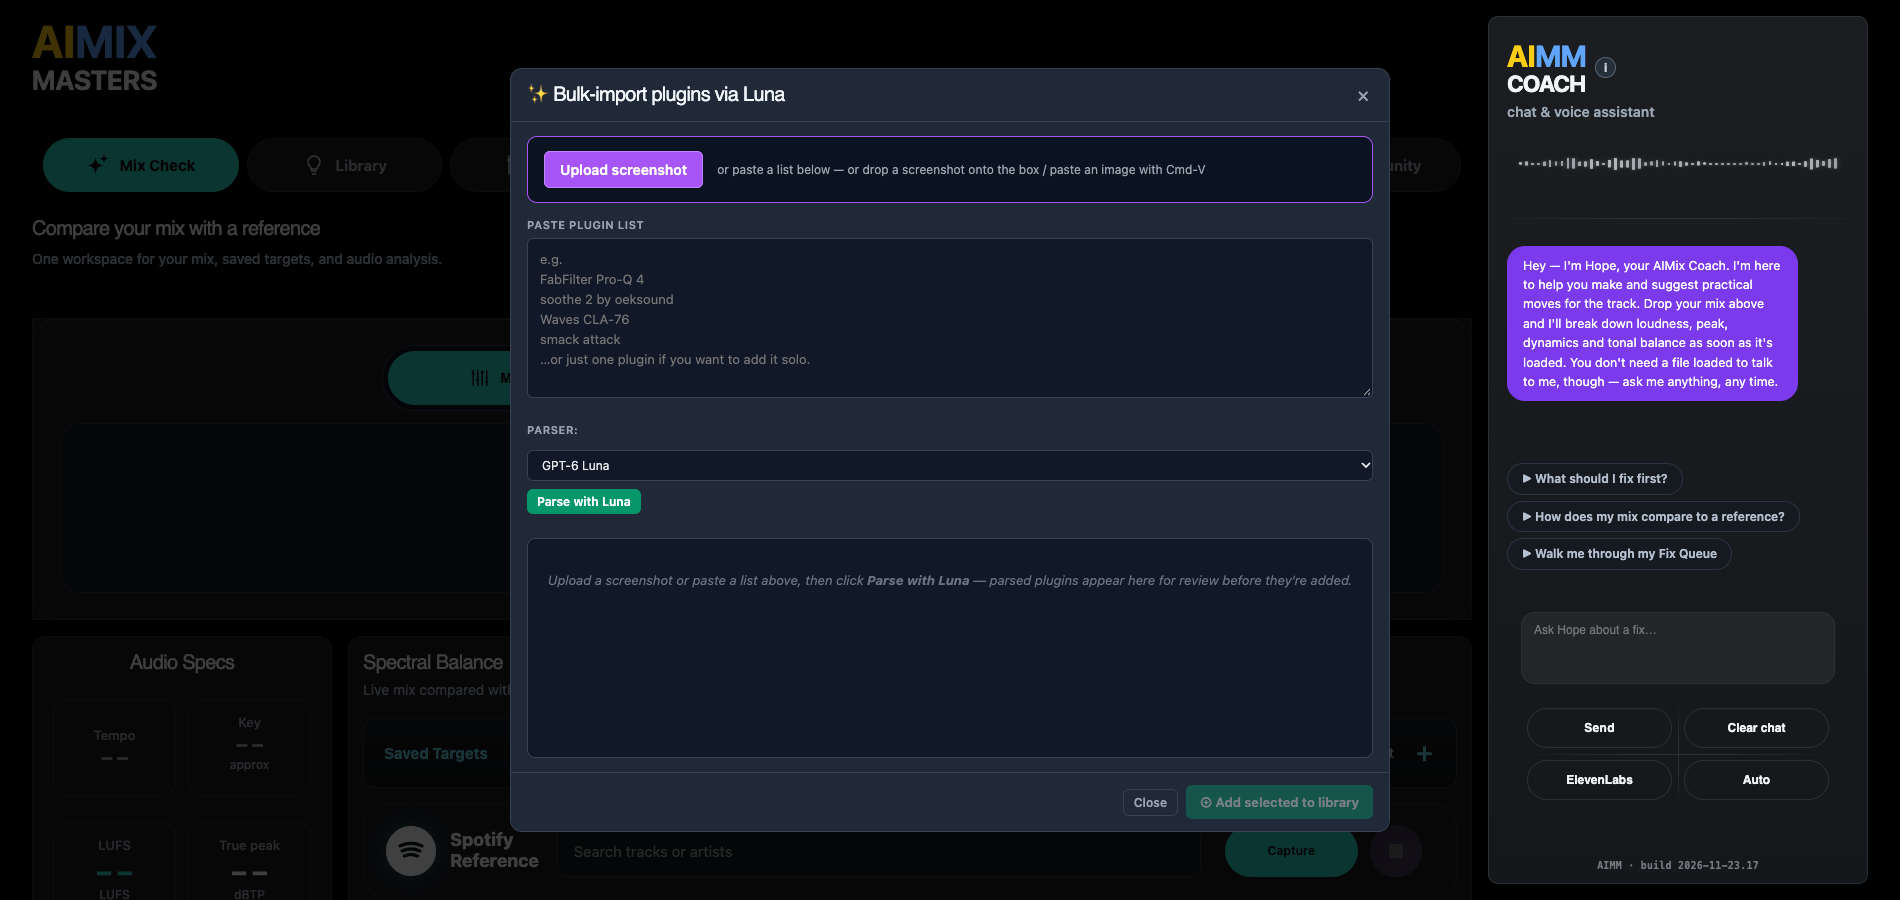 AIMIX
MASTERS
Mix Check
Library
unity
Compare your mix with a reference
One workspace for your mix, saved targets, and audio analysis.
M
Audio Specs
Tempo
– –
Key
– –
approx
LUFS
– –
LUFS
True peak
– –
dBTP
Spectral Balance
Live mix compared with
Saved Targets
t +
Spotify
Reference
Search tracks or artists
Capture
✨ Bulk-import plugins via Luna
×
Upload screenshot
or paste a list below — or drop a screenshot onto the box / paste an image with Cmd-V
PASTE PLUGIN LIST
e.g.
FabFilter Pro-Q 4
soothe 2 by oeksound
Waves CLA-76
smack attack
...or just one plugin if you want to add it solo.
PARSER:
GPT-6 Luna
Parse with Luna
Upload a screenshot or paste a list above, then click Parse with Luna — parsed plugins appear here for review before they're added.
Close
⊕ Add selected to library
AIMM
COACH
i
chat & voice assistant
Hey — I'm Hope, your AIMix Coach. I'm here
to help you make and suggest practical
moves for the track. Drop your mix above
and I'll break down loudness, peak,
dynamics and tonal balance as soon as it's
loaded. You don't need a file loaded to talk
to me, though — ask me anything, any time.
▶ What should I fix first?
▶ How does my mix compare to a reference?
▶ Walk me through my Fix Queue
Ask Hope about a fix...
Send
Clear chat
ElevenLabs
Auto
AIMM · build 2026-11-23.17